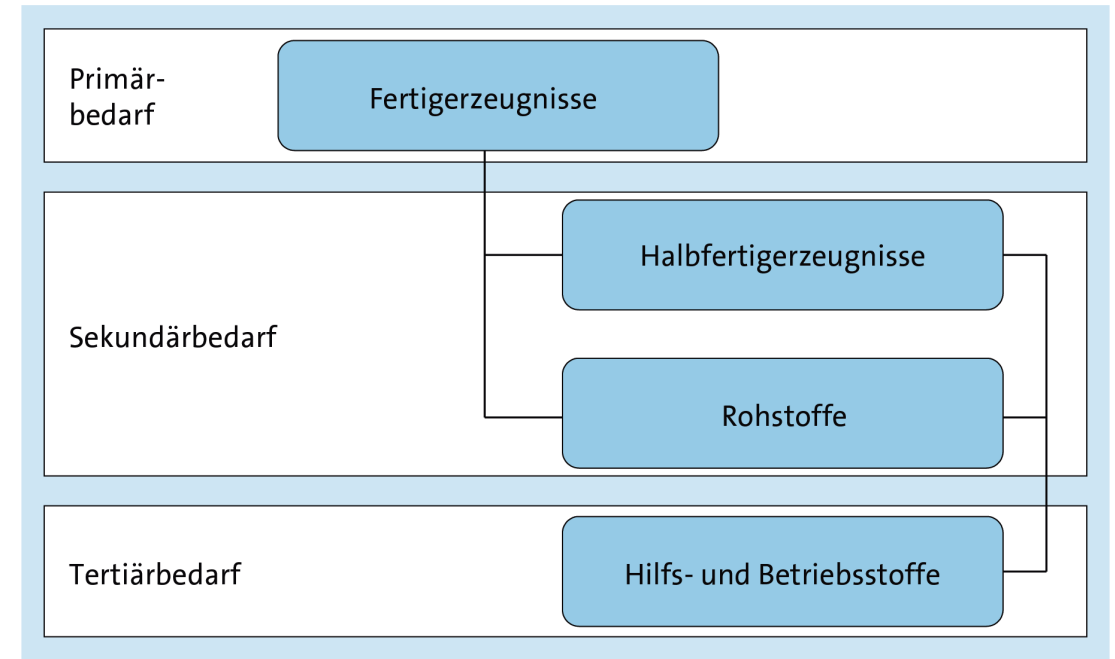 Primär-
bedarf
Fertigerzeugnisse
Halbfertigerzeugnisse
Sekundärbedarf
Rohstoffe
Tertiärbedarf
Hilfs- und Betriebsstoffe